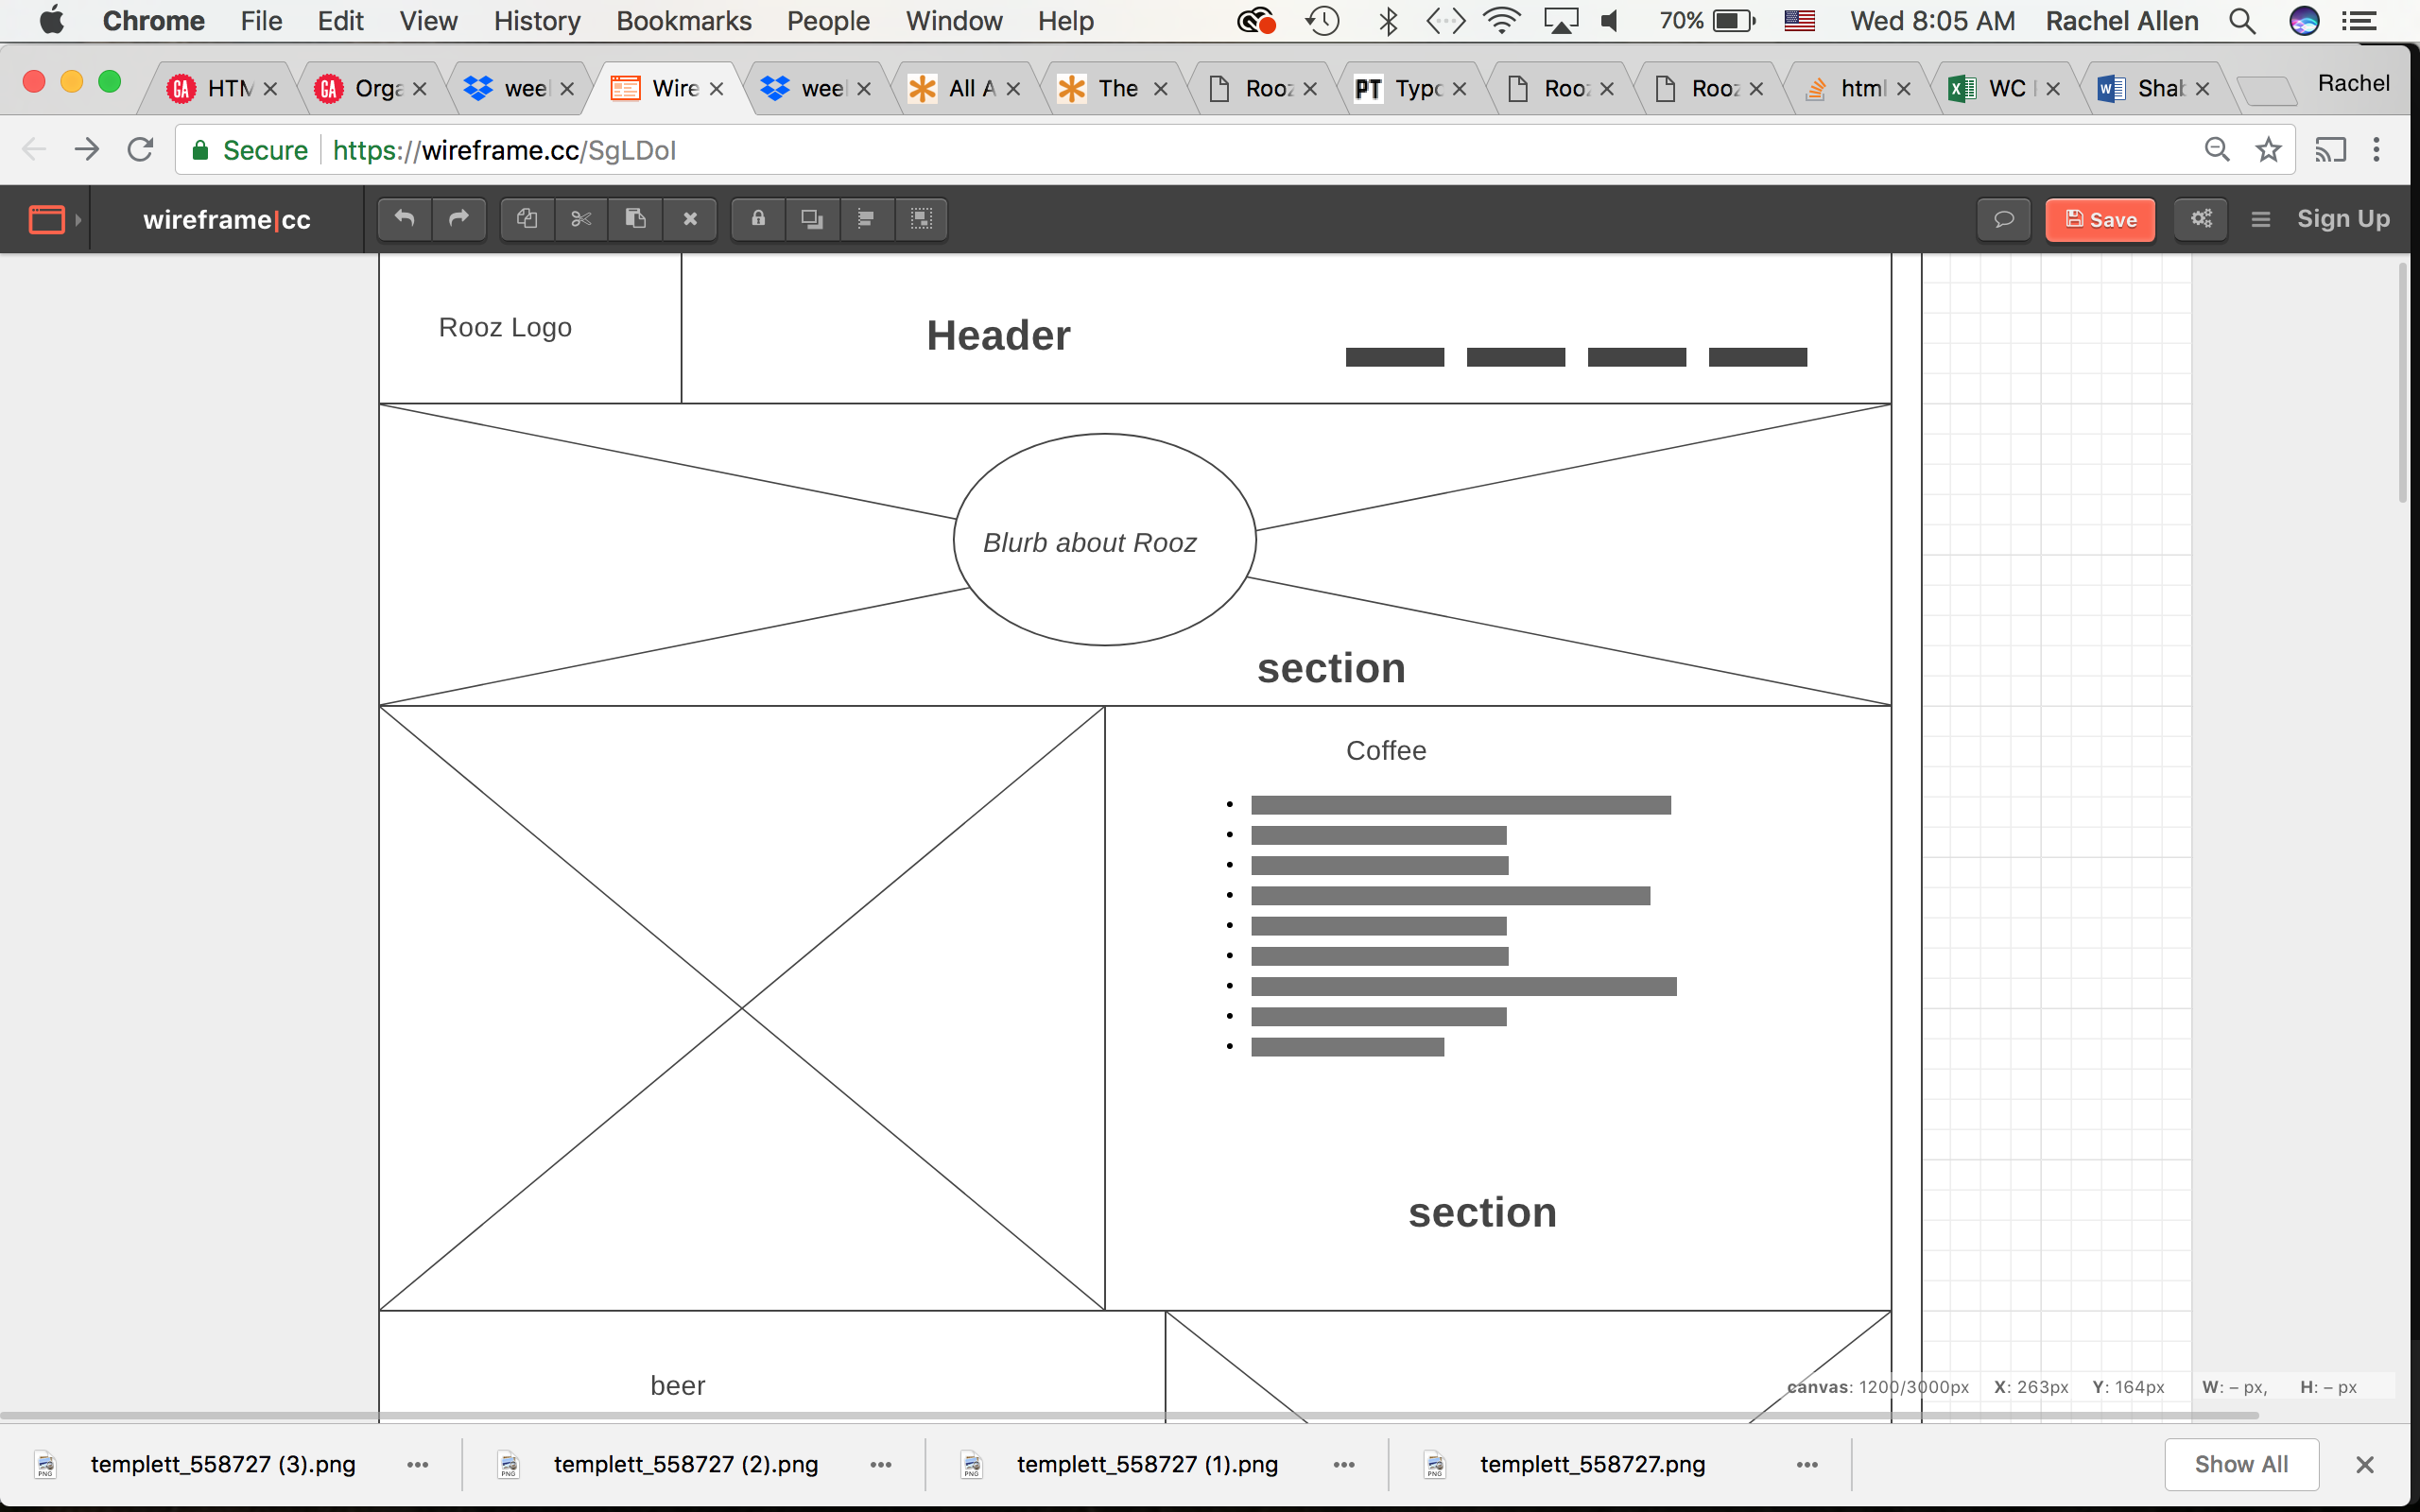 Chrome File Edit View History Bookmarks People Window Help 70% Wed 8:05 AM Rachel Allen
HTM Orga weel Wire weel All A The Rooz Typo Rooz Rooz html WC Shab Rachel
Secure https://wireframe.cc/SgLDoI
wireframe|cc Save Sign Up
Rooz Logo
Header
Blurb about Rooz
section
Coffee
section
beer
canvas: 1200/3000px X: 263px Y: 164px W: – px, H: – px
templett_558727 (3).png templett_558727 (2).png templett_558727 (1).png templett_558727.png Show All